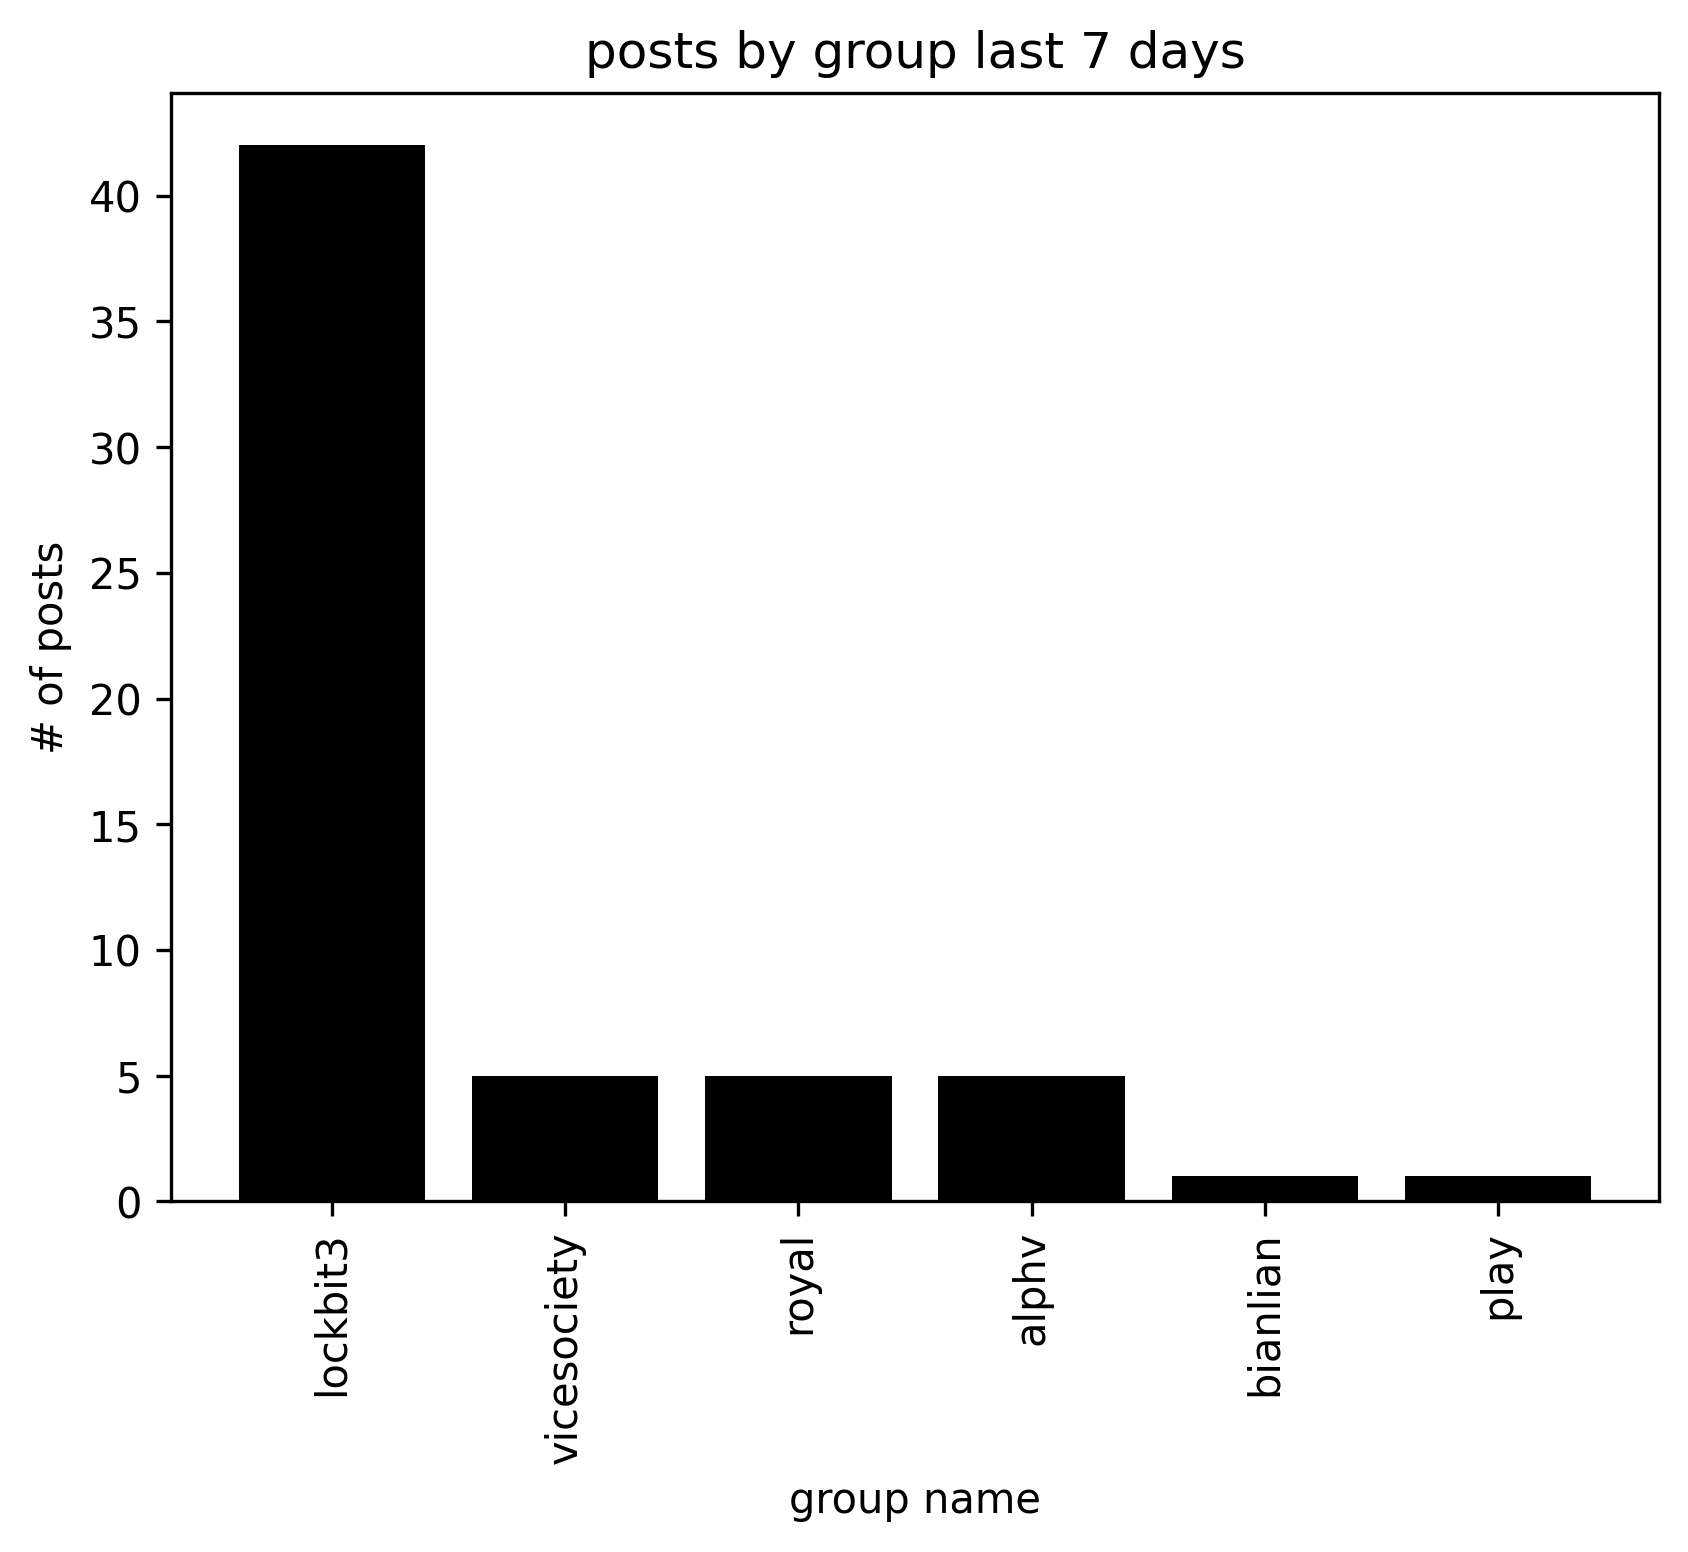 posts by group last 7 days
# of posts
40
35
30
25
20
15
10
5
0
lockbit3
vicesociety
royal
alphv
bianlian
play
group name